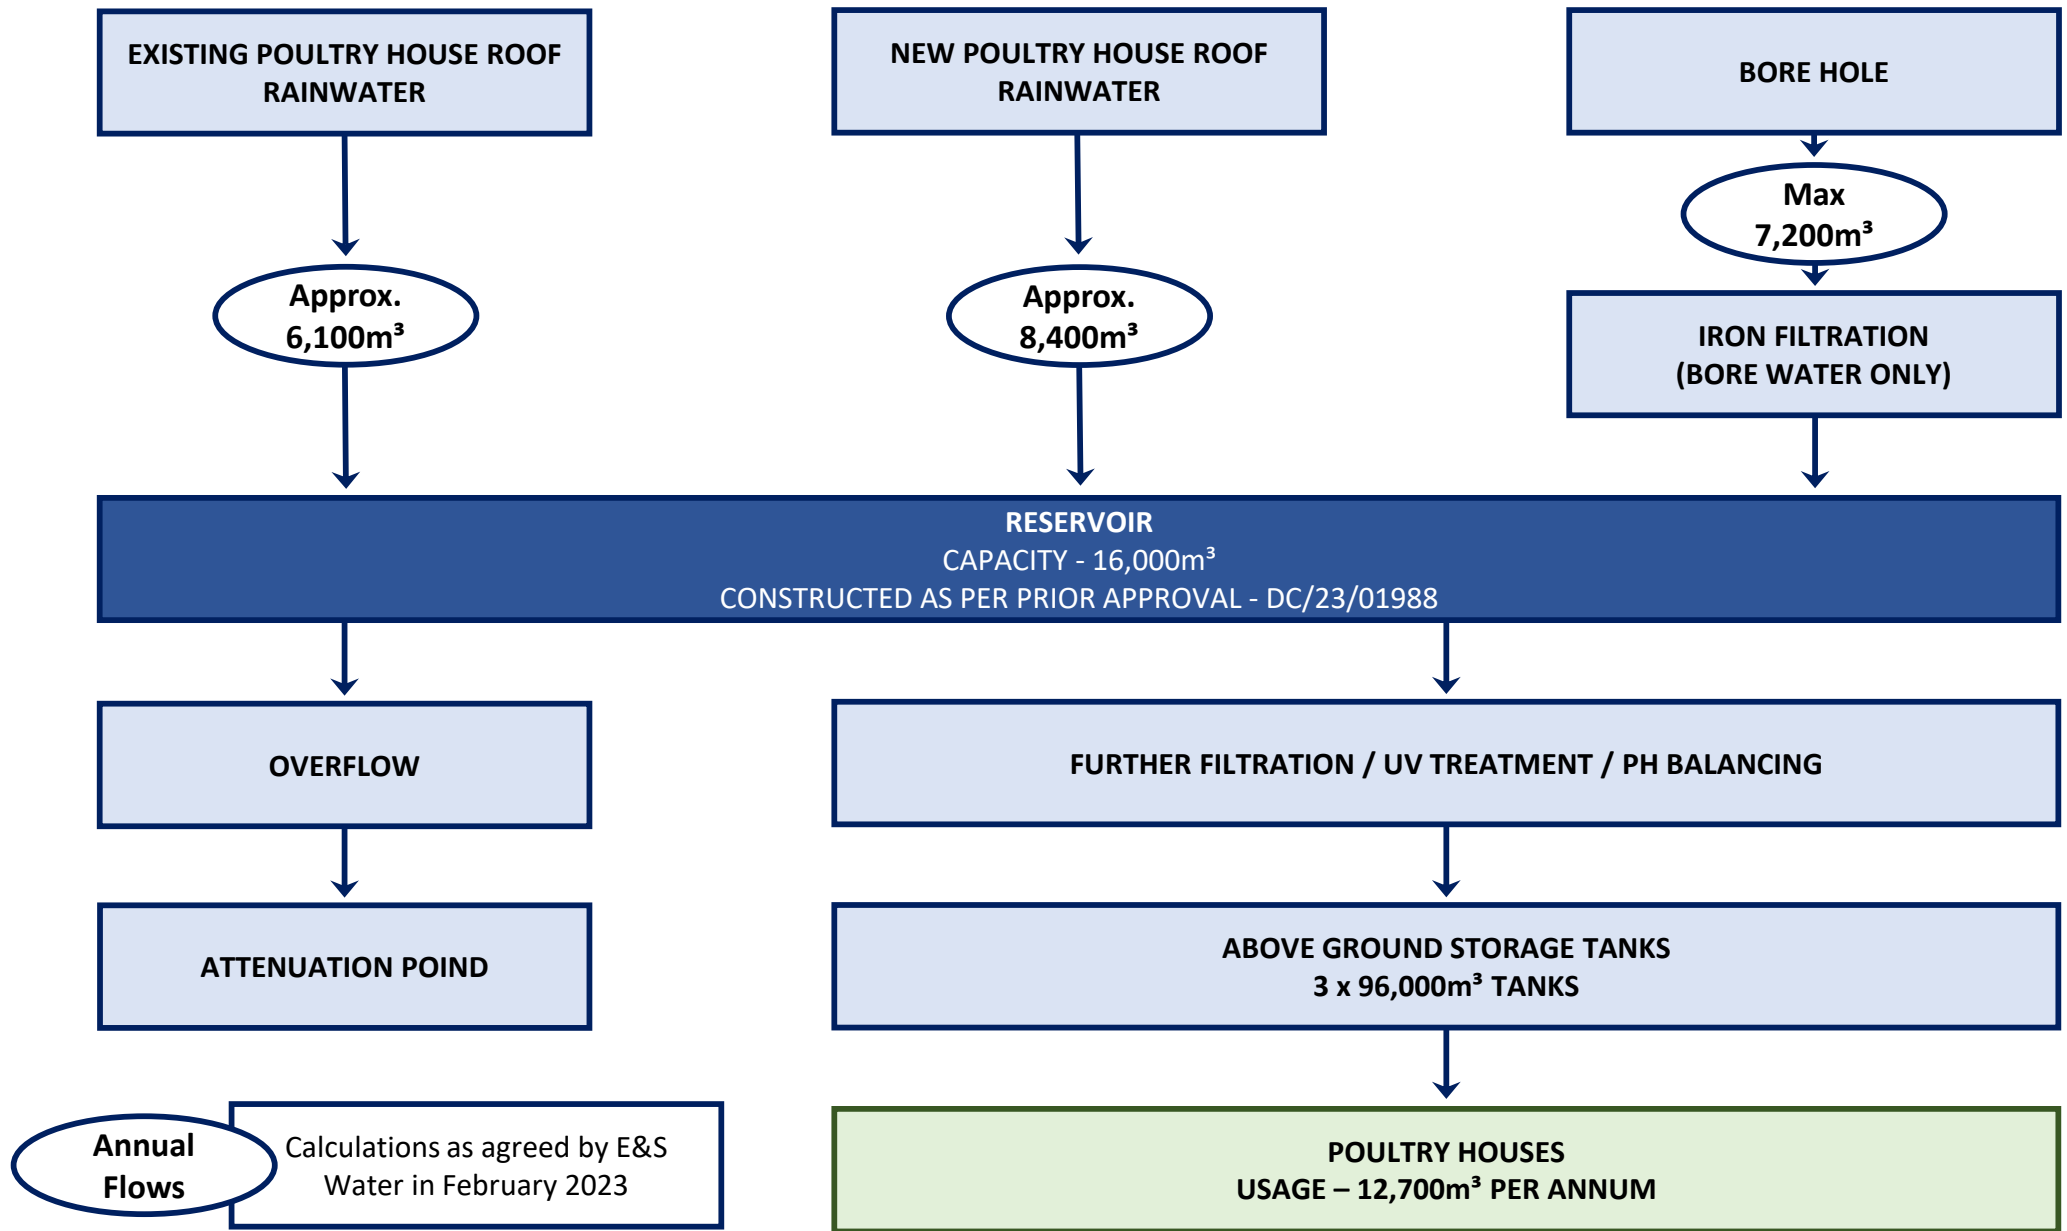 EXISTING POULTRY HOUSE ROOF
RAINWATER
NEW POULTRY HOUSE ROOF
RAINWATER
BORE HOLE
Max
7,200m³
Approx.
6,100m³
Approx.
8,400m³
IRON FILTRATION
(BORE WATER ONLY)
RESERVOIR
CAPACITY - 16,000m³
CONSTRUCTED AS PER PRIOR APPROVAL - DC/23/01988
OVERFLOW
FURTHER FILTRATION / UV TREATMENT / PH BALANCING
ATTENUATION POIND
ABOVE GROUND STORAGE TANKS
3 x 96,000m³ TANKS
Annual
Flows
Calculations as agreed by E&S
Water in February 2023
POULTRY HOUSES
USAGE – 12,700m³ PER ANNUM